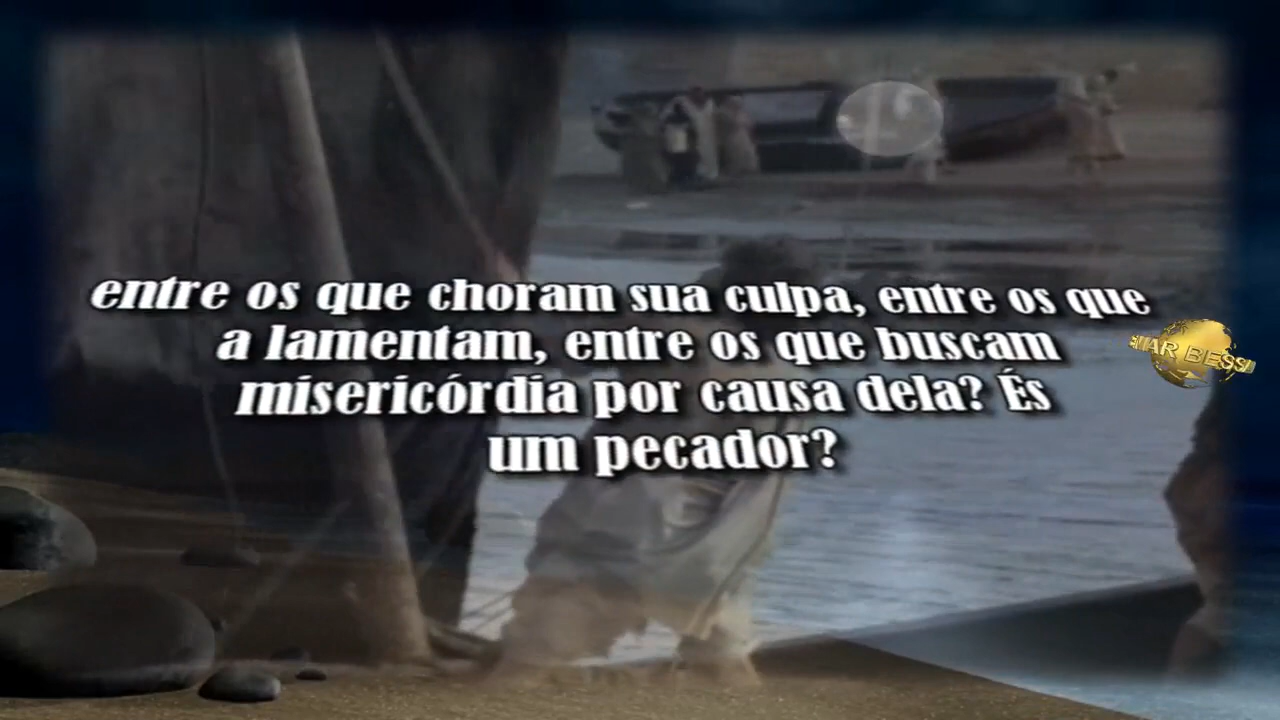 entre os que choram sua culpa, entre os que
a lamentam, entre os que buscam
misericórdia por causa dela? És
um pecador?